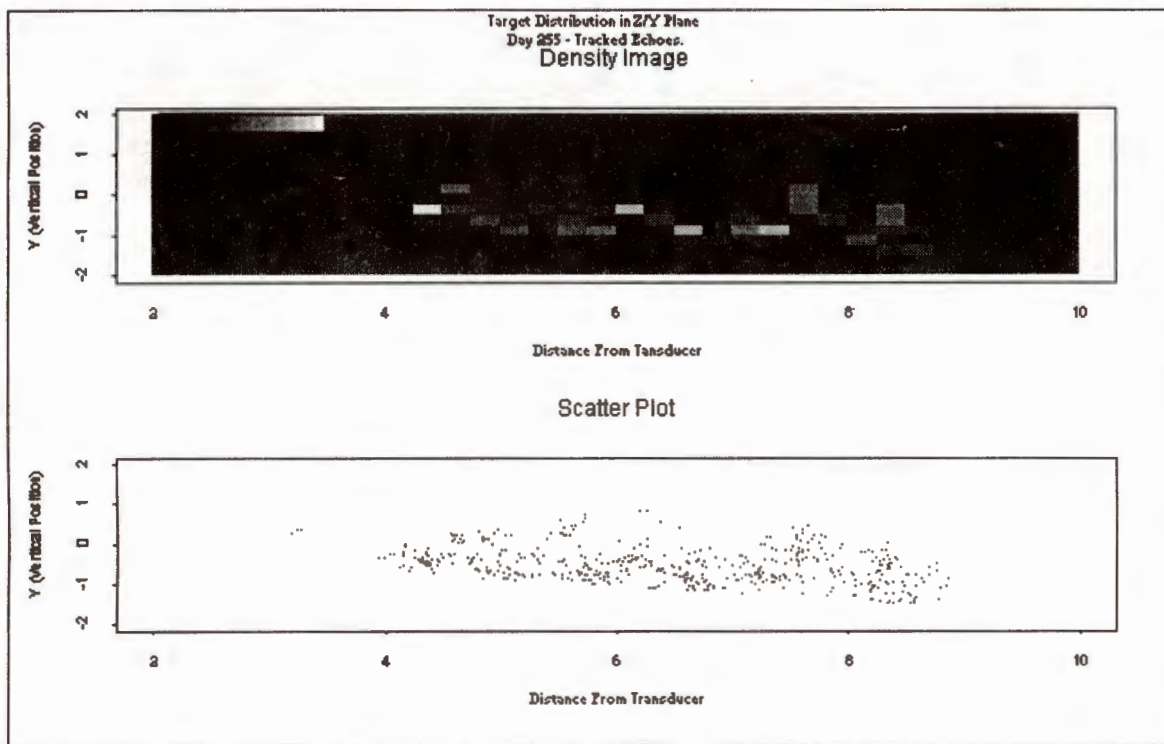 Target Distribution in Z/Y Plane
Day 255 - Tracked Echoes.
Density Image
Y (Vertical Position)
2
1
0
-1
-2
2
4
6
8
10
Distance From Tansducer
Scatter Plot
Y (Vertical Position)
2
1
0
-1
-2
2
4
6
8
10
Distance From Transducer